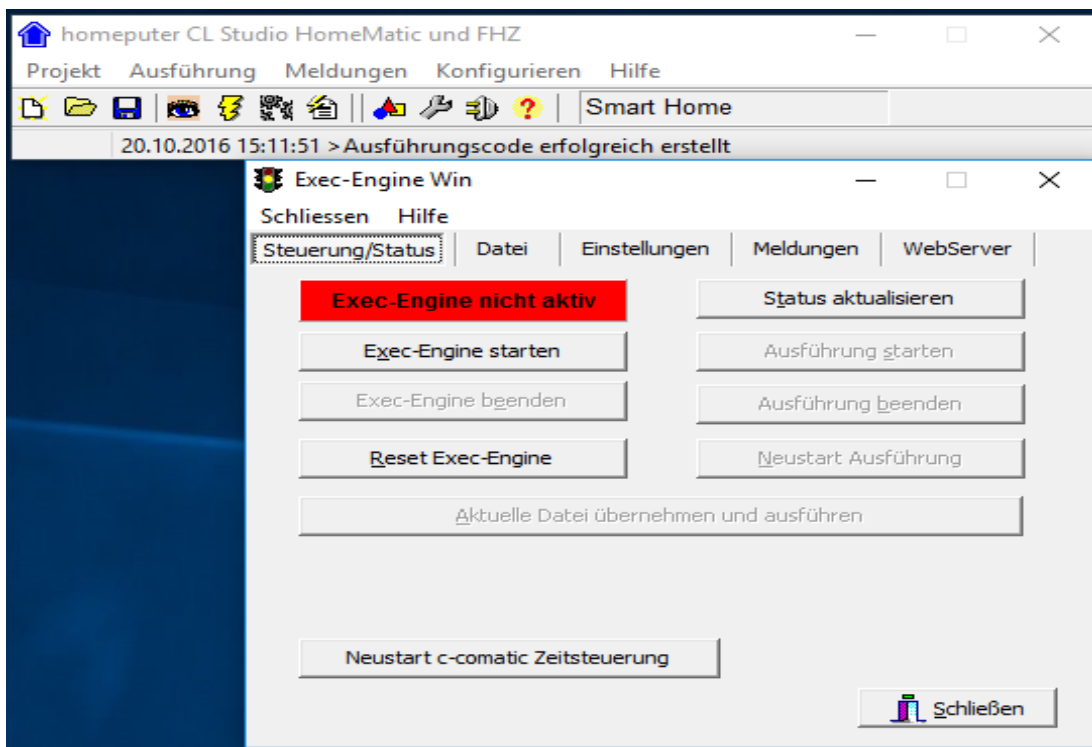 homeputer CL Studio HomeMatic und FHZ
Projekt Ausführung Meldungen Konfigurieren Hilfe
Smart Home
20.10.2016 15:11:51 >Ausführungscode erfolgreich erstellt
Exec-Engine Win
Schliessen Hilfe
Steuerung/Status Datei Einstellungen Meldungen WebServer
Exec-Engine nicht aktiv Status aktualisieren
Exec-Engine starten Ausführung starten
Exec-Engine beenden Ausführung beenden
Reset Exec-Engine Neustart Ausführung
Aktuelle Datei übernehmen und ausführen
Neustart c-comatic Zeitsteuerung
Schließen